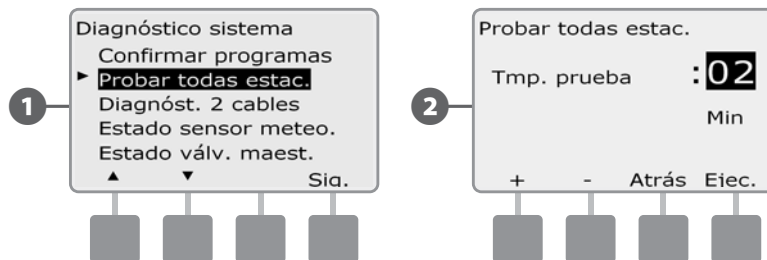 1
Diagnóstico sistema
Confirmar programas
► Probar todas estac.
Diagnóst. 2 cables
Estado sensor meteo.
Estado válv. maest.
▲ ▼ Sig.
2
Probar todas estac.
Tmp. prueba :02
Min
+ - Atrás Ejec.